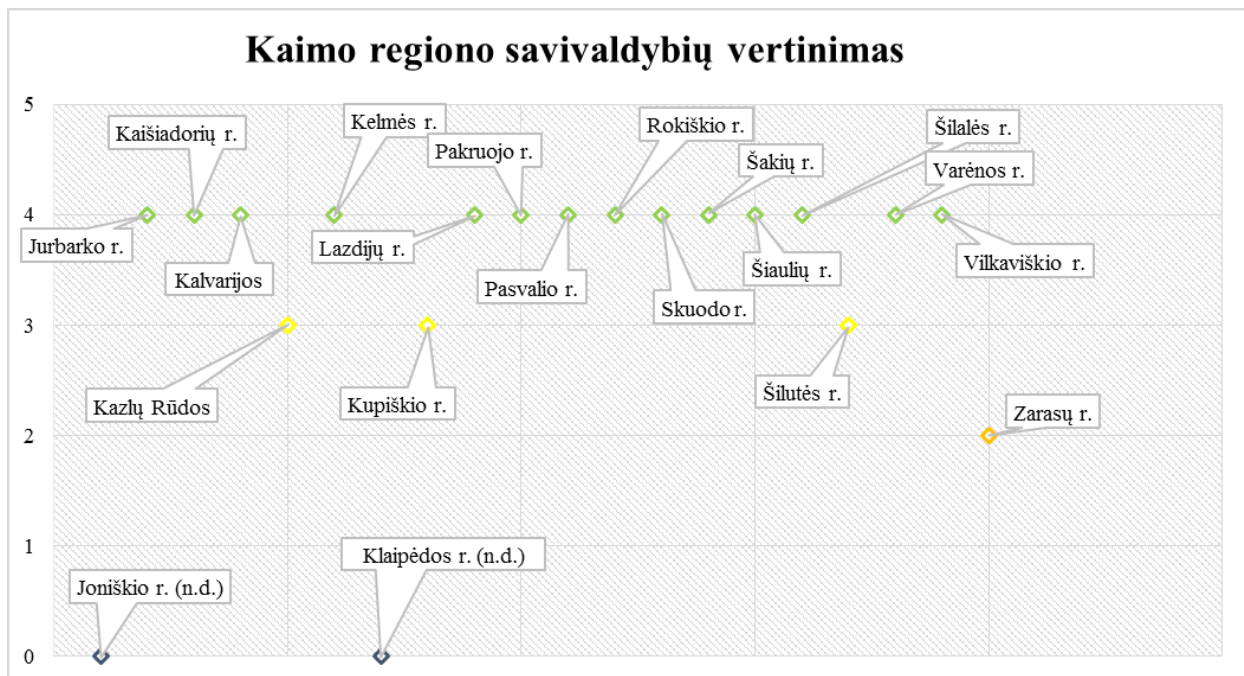 Kaimo regiono savivaldybių vertinimas
5
Kaišiadorių r.
Kelmės r.
Pakruojo r.
Rokiškio r.
Šakių r.
Šilalės r.
Varėnos r.
4
Jurbarko r.
Kalvarijos
Lazdijų r.
Pasvalio r.
Skuodo r.
Šiaulių r.
Vilkaviškio r.
3
Kazlų Rūdos
Kupiškio r.
Šilutės r.
Zarasų r.
2
1
Klaipėdos r. (n.d.)
Joniškio r. (n.d.)
0